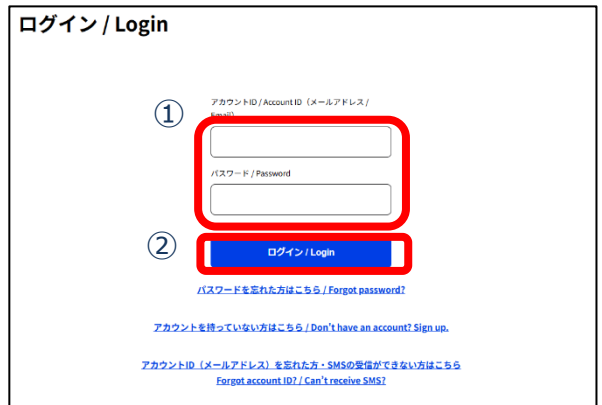 ログイン / Login
①
アカウントID / Account ID（メールアドレス /
Email）
パスワード / Password
②
ログイン / Login
パスワードを忘れた方はこちら / Forgot password?
アカウントを持っていない方はこちら / Don't have an account? Sign up.
アカウントID（メールアドレス）を忘れた方・SMSの受信ができない方はこちら
Forgot account ID? / Can't receive SMS?